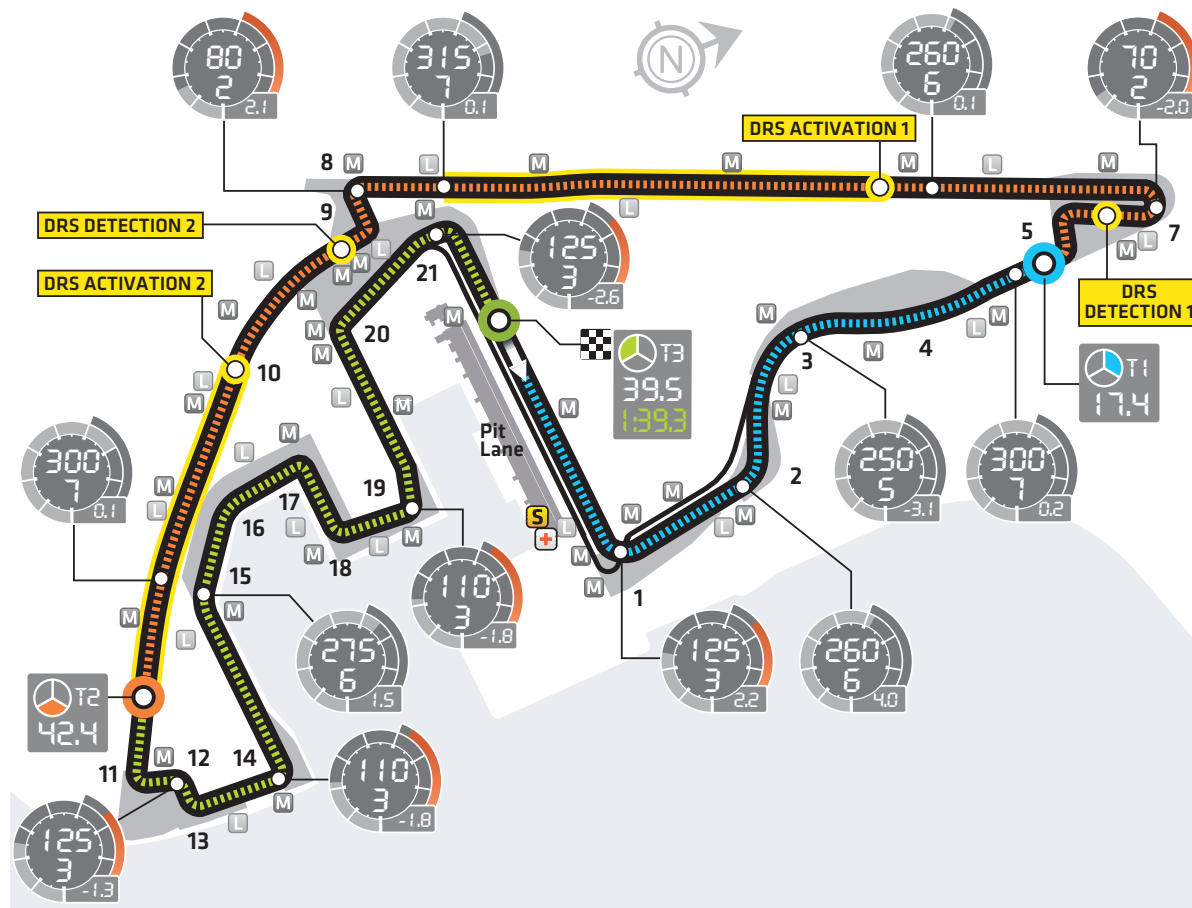 80
2
2.1
315
7
0.1
N
260
6
0.1
70
2
-2.0
DRS ACTIVATION 1
8
M
L
M
M
M
L
M
9
M
L
DRS DETECTION 2
125
3
-2.6
5
7
M
L
L
M
M
L
DRS ACTIVATION 2
M
21
DRS
DETECTION 1
M
M
M
20
M
T3
39.5
1:39.3
M
3
M
4
L
T1
17.4
10
L
M
L
M
M
L
M
300
7
0.1
L
M
17
19
Pit
Lane
M
2
250
5
-3.1
300
7
0.2
L
M
16
L
M
18
L
M
S
L
M
M
L
M
15
M
110
3
-1.8
M
1
M
L
275
6
1.5
125
3
2.2
260
6
4.0
T2
42.4
11
M
12
14
110
3
-1.8
M
13
L
125
3
-1.3